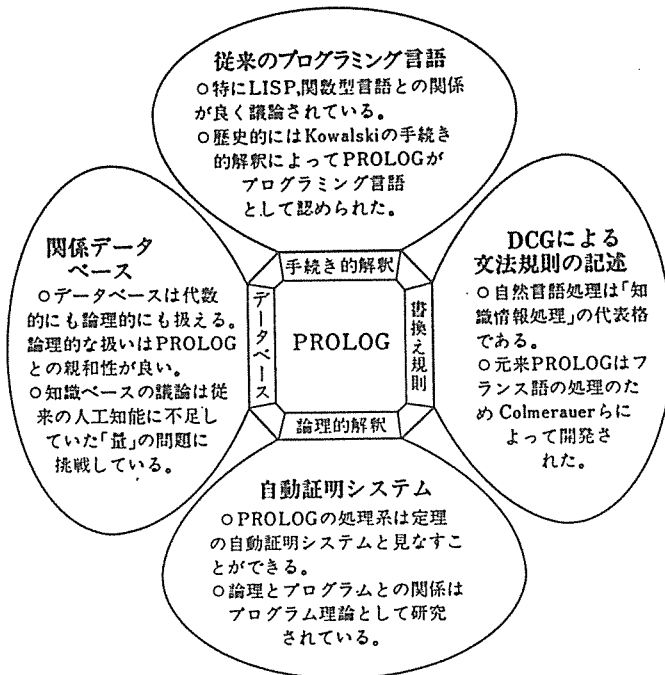 従来のプログラミング言語
○特にLISP,関数型言語との関係
が良く議論されている。
○歴史的にはKowalskiの手続き
的解釈によってPROLOGが
プログラミング言語
として認められた。
関係データ
ベース
○データベースは代数
的にも論理的にも扱える。
論理的な扱いはPROLOG
との親和性が良い。
○知識ベースの議論は従
来の人工知能に不足し
ていた「量」の問題に
挑戦している。
手続き的解釈
データベース
PROLOG
書換え規則
論理的解釈
DCGによる
文法規則の記述
○自然言語処理は「知
識情報処理」の代表格
である。
○元来PROLOGはフ
ランス語の処理のた
めColmerauerらに
よって開発さ
れた。
自動証明システム
○PROLOGの処理系は定理
の自動証明システムと見なすこ
とができる。
○論理とプログラムとの関係は
プログラム理論として研究
されている。